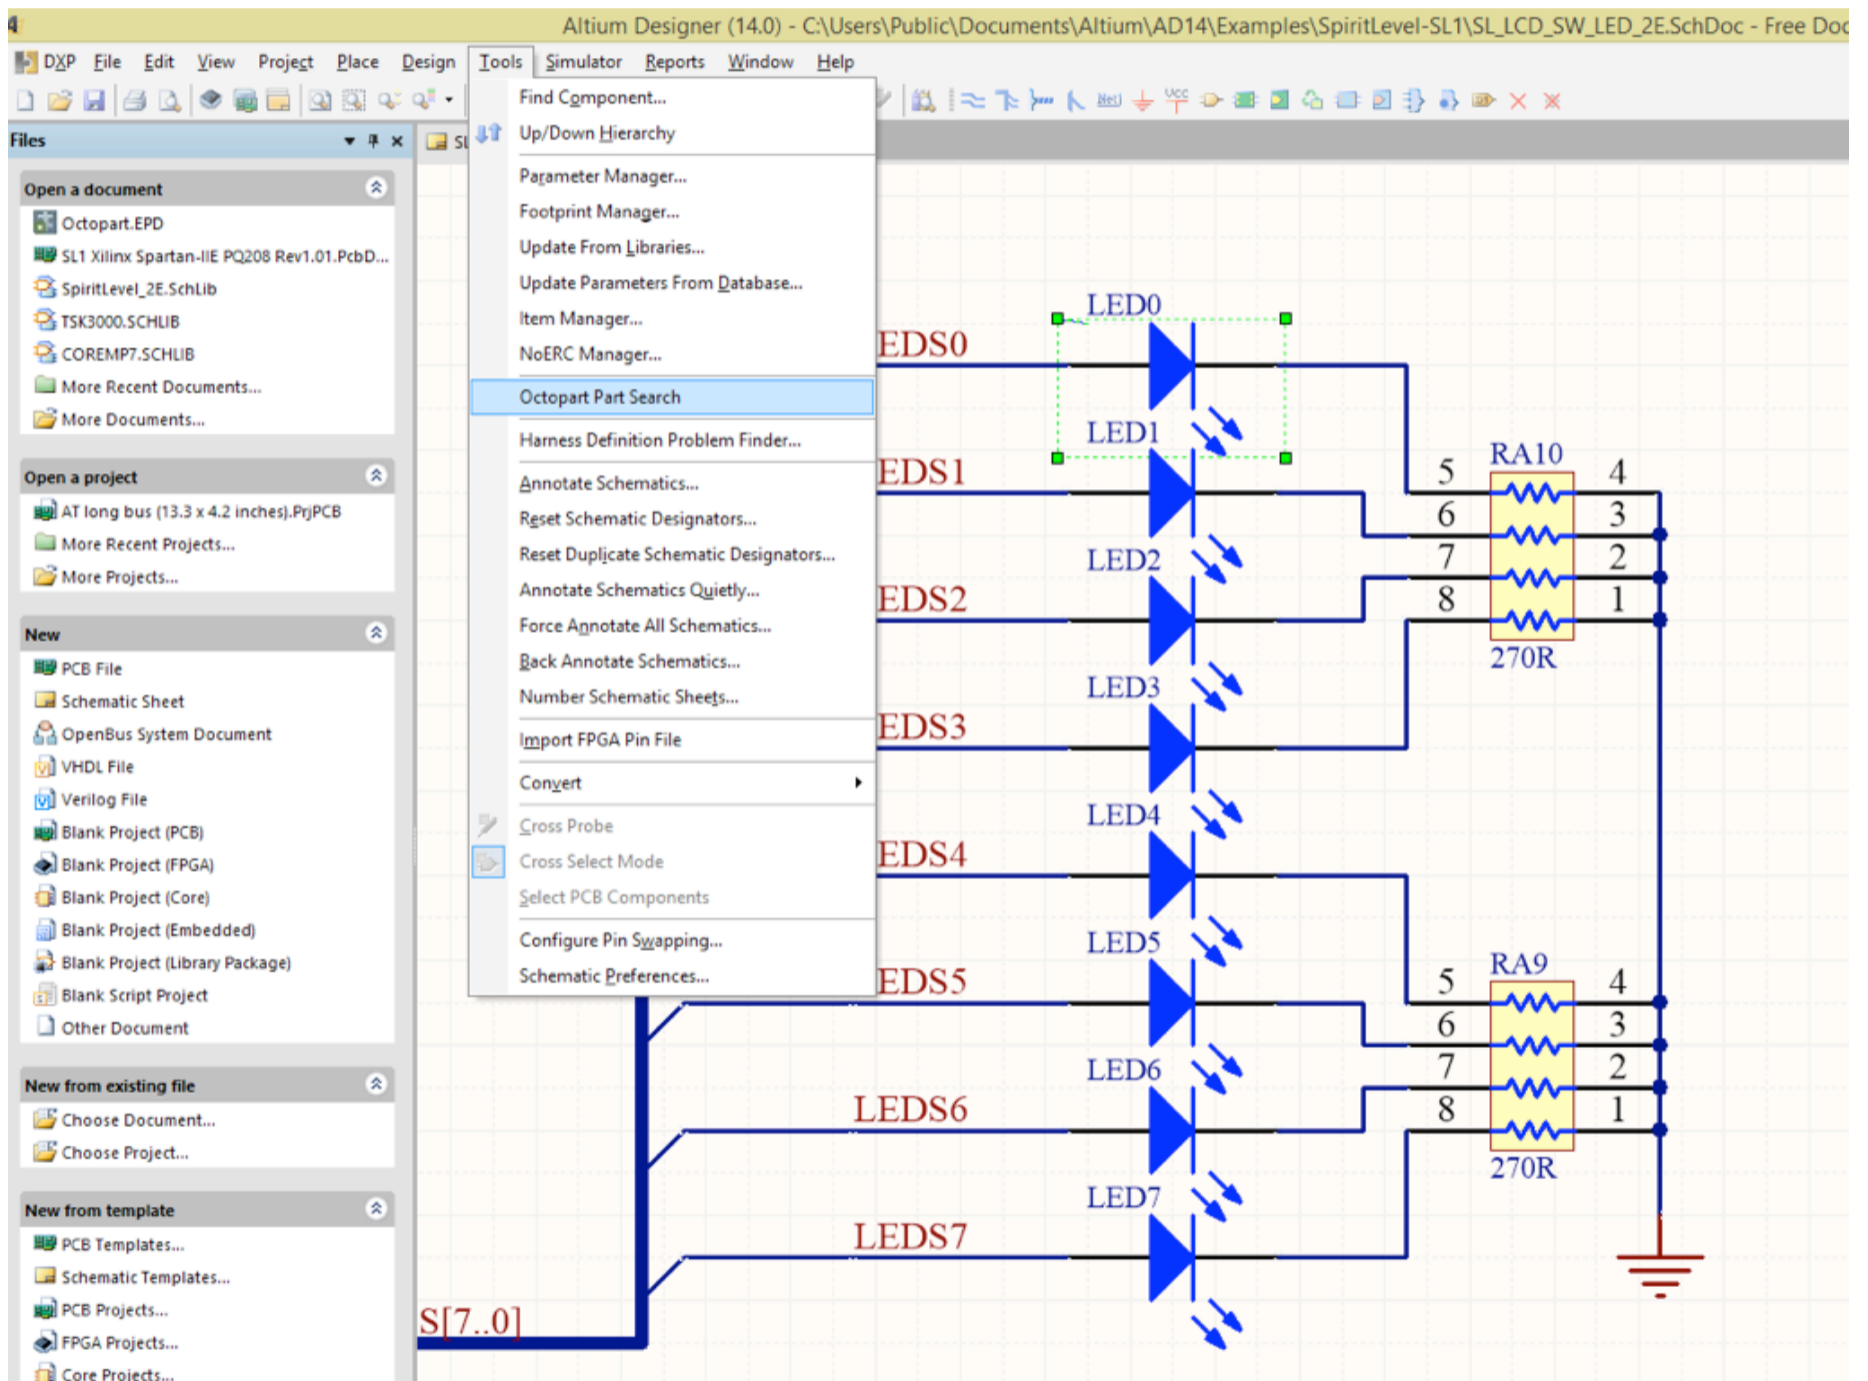 Altium Designer (14.0) - C:\Users\Public\Documents\Altium\AD14\Examples\SpiritLevel-SL1\SL_LCD_SW_LED_2E.SchDoc - Free Doc
DXP File Edit View Project Place Design Tools Simulator Reports Window Help
Net1 Vcc
Files
SL
Open a document
Octopart.EPD
SL1 Xilinx Spartan-IIE PQ208 Rev1.01.PcbD...
SpiritLevel_2E.SchLib
TSK3000.SCHLIB
COREMP7.SCHLIB
More Recent Documents...
More Documents...
Open a project
AT long bus (13.3 x 4.2 inches).PrjPCB
More Recent Projects...
More Projects...
New
PCB File
Schematic Sheet
OpenBus System Document
VHDL File
Verilog File
Blank Project (PCB)
Blank Project (FPGA)
Blank Project (Core)
Blank Project (Embedded)
Blank Project (Library Package)
Blank Script Project
Other Document
New from existing file
Choose Document...
Choose Project...
New from template
PCB Templates...
Schematic Templates...
PCB Projects...
FPGA Projects...
Core Projects...
Find Component...
Up/Down Hierarchy
Parameter Manager...
Footprint Manager...
Update From Libraries...
Update Parameters From Database...
Item Manager...
NoERC Manager...
Octopart Part Search
Harness Definition Problem Finder...
Annotate Schematics...
Reset Schematic Designators...
Reset Duplicate Schematic Designators...
Annotate Schematics Quietly...
Force Annotate All Schematics...
Back Annotate Schematics...
Number Schematic Sheets...
Import FPGA Pin File
Convert
Cross Probe
Cross Select Mode
Select PCB Components
Configure Pin Swapping...
Schematic Preferences...
LED0
EDS0
LED1
EDS1
LED2
EDS2
LED3
EDS3
LED4
EDS4
LED5
EDS5
LED6
LEDS6
LED7
LEDS7
S[7..0]
RA10
5 4
6 3
7 2
8 1
270R
RA9
5 4
6 3
7 2
8 1
270R